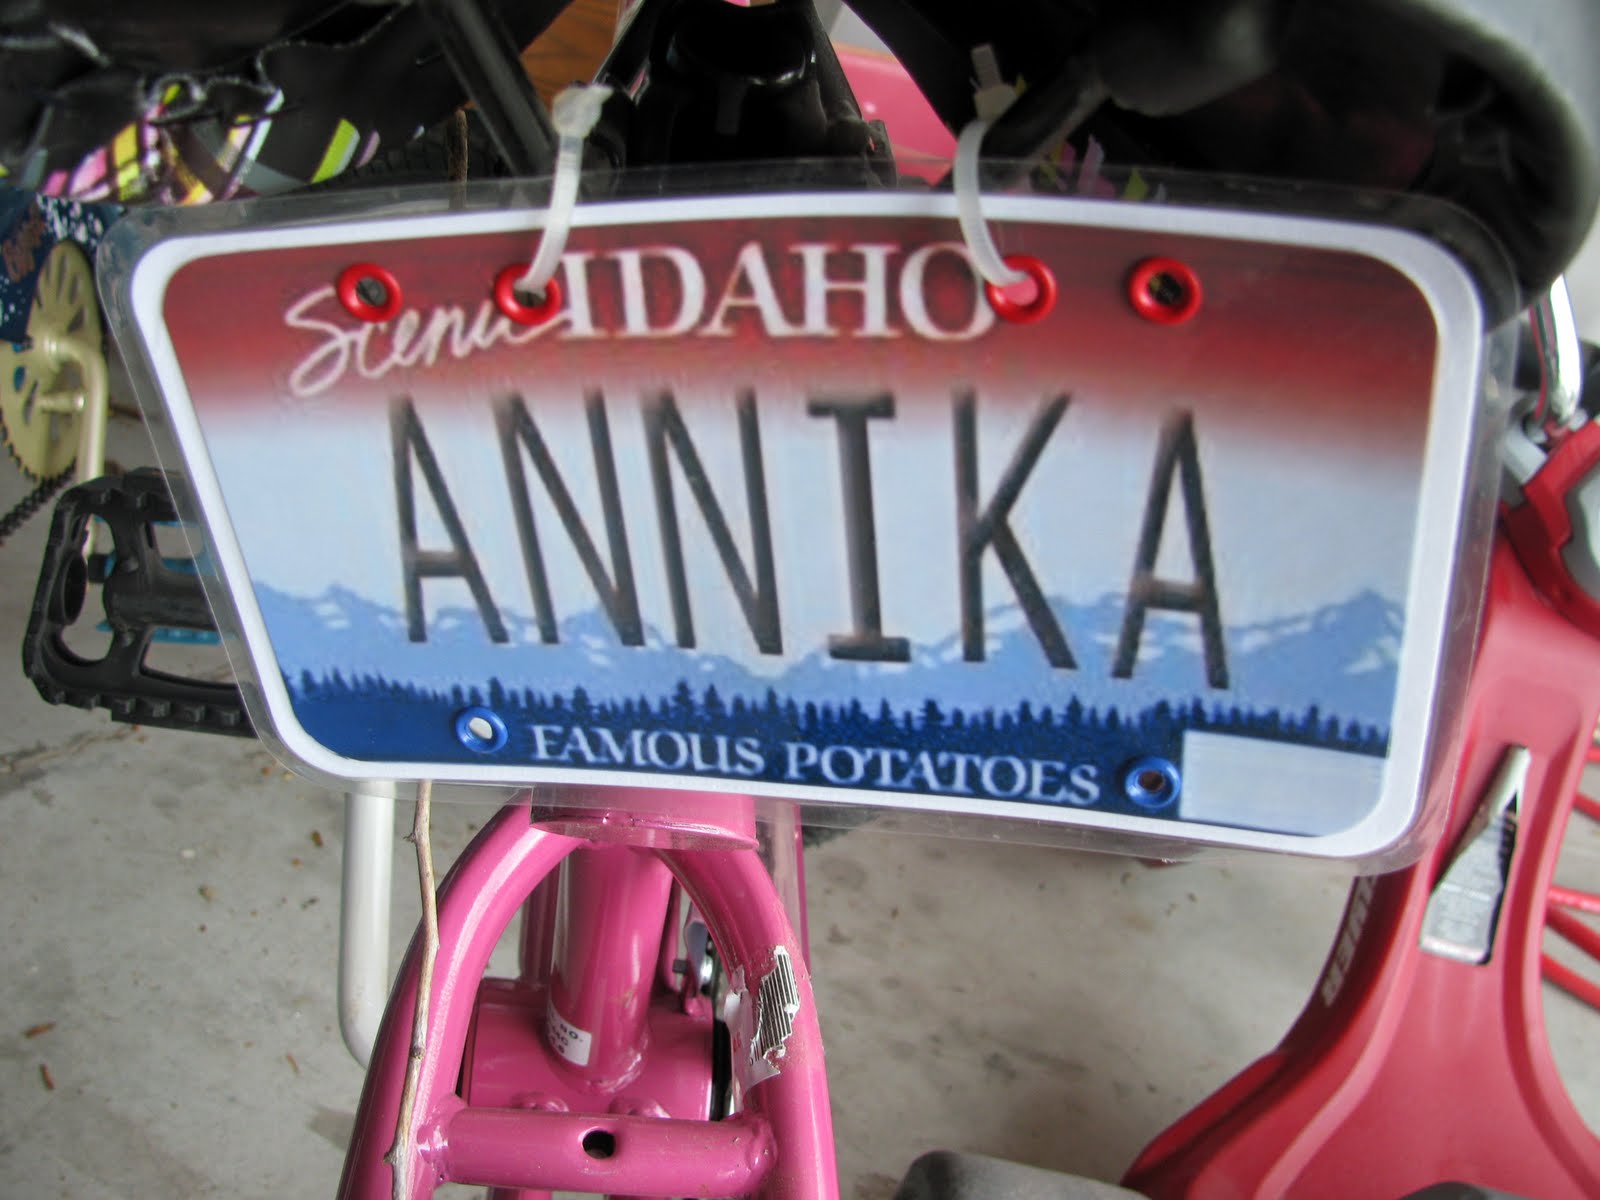 Scenic IDAHO
ANNIKA
FAMOUS POTATOES